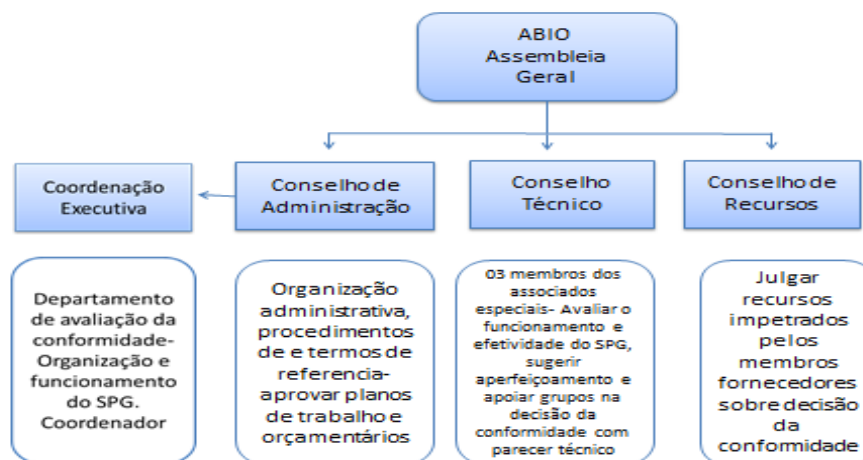 ABIO
Assembleia
Geral
Coordenação
Executiva
Conselho de
Administração
Conselho
Técnico
Conselho de
Recursos
Departamento
de avaliação da
conformidade-
Organização e
funcionamento
do SPG.
Coordenador
Organização
administrativa,
procedimentos
de e termos de
referencia-
aprovar planos
de trabalho e
orçamentários
03 membros dos
associados
especiais- Avaliar o
funcionamento e
efetividade do SPG,
sugerir
aperfeiçoamento e
apoiar grupos na
decisão da
conformidade com
parecer técnico
Julgar
recursos
impetrados
pelos
membros
fornecedores
sobre decisão
da
conformidade